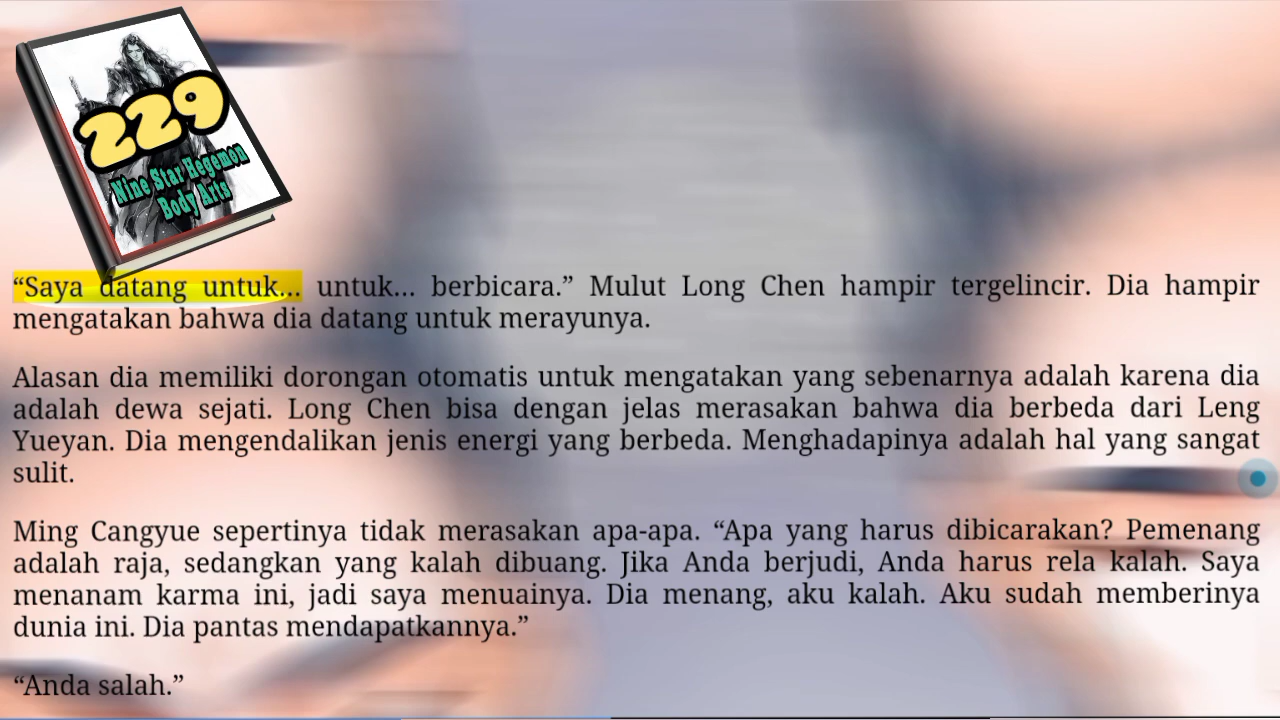 229
Nine Star Hegemon
Body Arts
“Saya datang untuk... untuk... berbicara.” Mulut Long Chen hampir tergelincir. Dia hampir
mengatakan bahwa dia datang untuk merayunya.
Alasan dia memiliki dorongan otomatis untuk mengatakan yang sebenarnya adalah karena dia
adalah dewa sejati. Long Chen bisa dengan jelas merasakan bahwa dia berbeda dari Leng
Yueyan. Dia mengendalikan jenis energi yang berbeda. Menghadapinya adalah hal yang sangat
sulit.
Ming Cangyue sepertinya tidak merasakan apa-apa. “Apa yang harus dibicarakan? Pemenang
adalah raja, sedangkan yang kalah dibuang. Jika Anda berjudi, Anda harus rela kalah. Saya
menanam karma ini, jadi saya menuainya. Dia menang, aku kalah. Aku sudah memberinya
dunia ini. Dia pantas mendapatkannya.”
“Anda salah.”